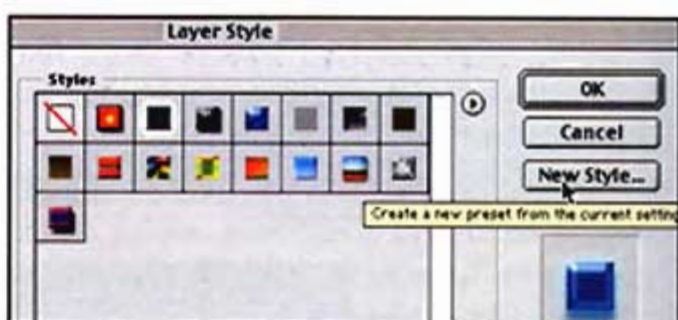 Layer Style
Styles
OK
Cancel
New Style...
Create a new preset from the current setting